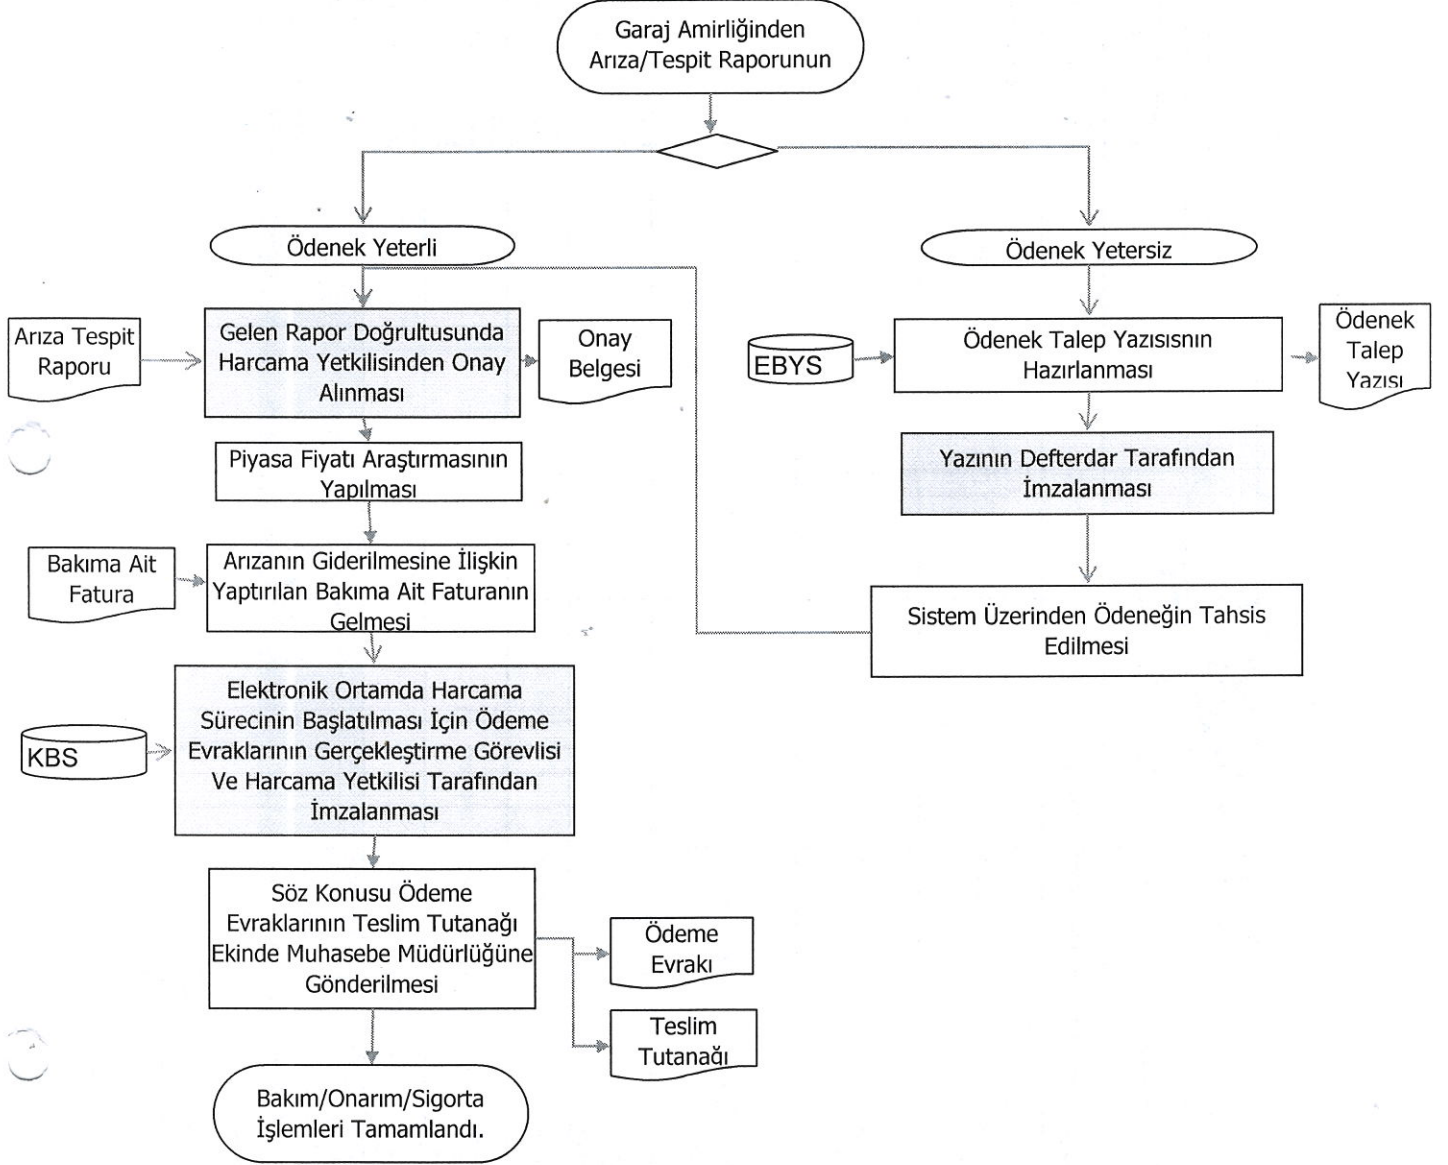 Garaj Amirliğinden
Arıza/Tespit Raporunun
Ödenek Yeterli
Ödenek Yetersiz
Arıza Tespit
Raporu
Gelen Rapor Doğrultusunda
Harcama Yetkilisinden Onay
Alınması
Onay
Belgesi
EBYS
Ödenek Talep Yazısısnın
Hazırlanması
Ödenek
Talep
Yazısı
Piyasa Fiyatı Araştırmasının
Yapılması
Yazının Defterdar Tarafından
İmzalanması
Bakıma Ait
Fatura
Arızanın Giderilmesine İlişkin
Yaptırılan Bakıma Ait Faturanın
Gelmesi
Sistem Üzerinden Ödeneğin Tahsis
Edilmesi
KBS
Elektronik Ortamda Harcama
Sürecinin Başlatılması İçin Ödeme
Evraklarının Gerçekleştirme Görevlisi
Ve Harcama Yetkilisi Tarafından
İmzalanması
Söz Konusu Ödeme
Evraklarının Teslim Tutanağı
Ekinde Muhasebe Müdürlüğüne
Gönderilmesi
Ödeme
Evrakı
Teslim
Tutanağı
Bakım/Onarım/Sigorta
İşlemleri Tamamlandı.